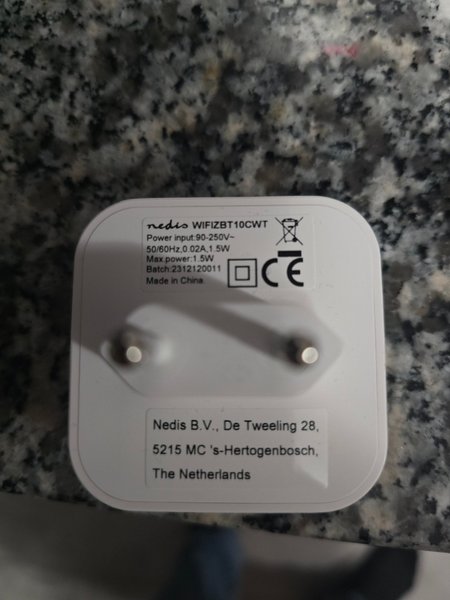 nedis WIFIZBT10CWT
Power input:90-250V~
50/60Hz,0.02A,1.5W
Max.power:1.5W
Batch:2312120011
Made in China
CE
Nedis B.V., De Tweeling 28,
5215 MC 's-Hertogenbosch,
The Netherlands